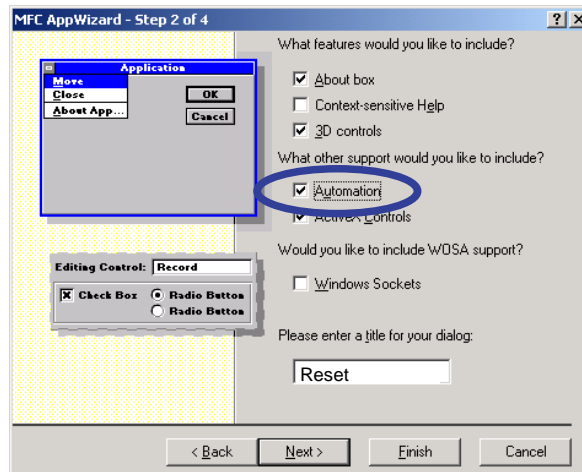 MFC AppWizard - Step 2 of 4
What features would you like to include?
Application
Move
Close
About App...
OK
Cancel
About box
Context-sensitive Help
3D controls
What other support would you like to include?
Automation
ActiveX Controls
Would you like to include WOSA support?
Editing Control: Record
Check Box
Radio Button
Radio Button
Windows Sockets
Please enter a title for your dialog:
Reset
< Back
Next >
Finish
Cancel